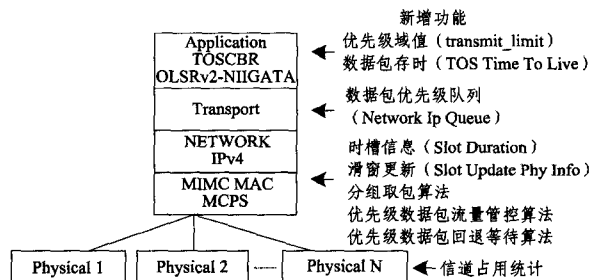 新增功能
Application
TOSCBR
OLSRv2-NIIGATA
优先级域值（transmit_limit）
数据包存时（TOS Time To Live）
Transport
数据包优先级队列
（Network Ip Queue）
NETWORK
IPv4
时槽信息（Slot Duration）
滑窗更新（Slot Update Phy Info）
MIMC MAC
MCPS
分组取包算法
优先级数据包流量管控算法
优先级数据包回退等待算法
Physical 1
Physical 2
Physical N
信道占用统计